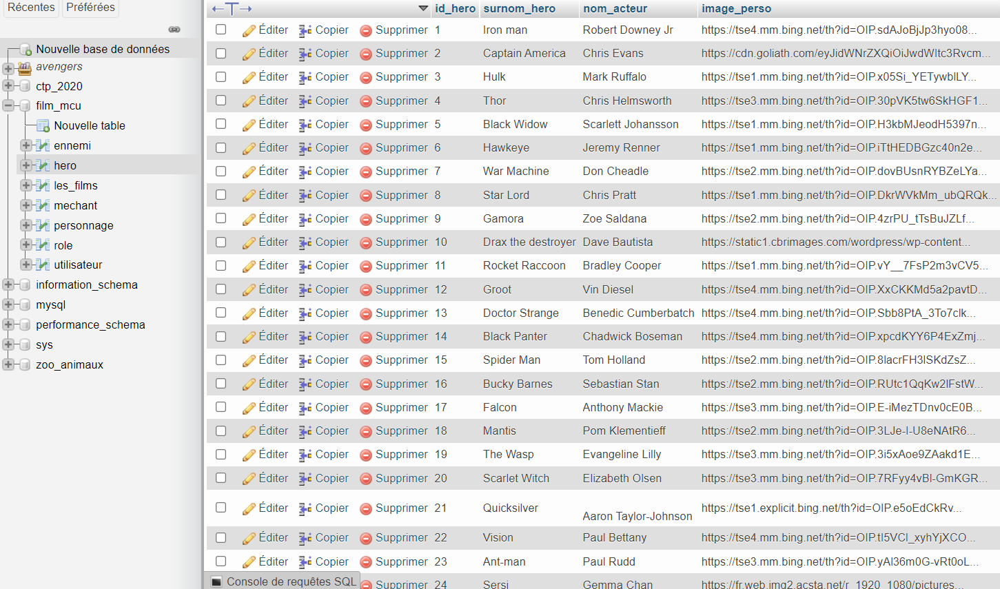 Récentes Préférées
Nouvelle base de données
avengers
ctp_2020
film_mcu
Nouvelle table
ennemi
hero
les_films
mechant
personnage
role
utilisateur
information_schema
mysql
performance_schema
sys
zoo_animaux
id_hero surnom_hero nom_acteur image_perso
Éditer Copier Supprimer 1 Iron man Robert Downey Jr https://tse4.mm.bing.net/th?id=OIP.sdAJoBjJp3hyo08...
Éditer Copier Supprimer 2 Captain America Chris Evans https://cdn.goliath.com/eyJidWNrZXQiOiJwdWItc3Rvcm...
Éditer Copier Supprimer 3 Hulk Mark Ruffalo https://tse1.mm.bing.net/th?id=OIP.x05Si_YETywblLY...
Éditer Copier Supprimer 4 Thor Chris Helmsworth https://tse3.mm.bing.net/th?id=OIP.30pVK5tw6SkHGF1...
Éditer Copier Supprimer 5 Black Widow Scarlett Johansson https://tse1.mm.bing.net/th?id=OIP.H3kbMJeodH5397n...
Éditer Copier Supprimer 6 Hawkeye Jeremy Renner https://tse1.mm.bing.net/th?id=OIP.iTtHEDBGzc40n2e...
Éditer Copier Supprimer 7 War Machine Don Cheadle https://tse2.mm.bing.net/th?id=OIP.dovBUsnRYBZeLYa...
Éditer Copier Supprimer 8 Star Lord Chris Pratt https://tse1.mm.bing.net/th?id=OIP.DkrWVkMm_ubQRQk...
Éditer Copier Supprimer 9 Gamora Zoe Saldana https://tse2.mm.bing.net/th?id=OIP.4zrPU_tTsBuJZLf...
Éditer Copier Supprimer 10 Drax the destroyer Dave Bautista https://static1.cbrimages.com/wordpress/wp-content...
Éditer Copier Supprimer 11 Rocket Raccoon Bradley Cooper https://tse1.mm.bing.net/th?id=OIP.vY__7FsP2m3vCV5...
Éditer Copier Supprimer 12 Groot Vin Diesel https://tse4.mm.bing.net/th?id=OIP.XxCKKMd5a2pavtD...
Éditer Copier Supprimer 13 Doctor Strange Benedic Cumberbatch https://tse4.mm.bing.net/th?id=OIP.Sbb8PtA_3To7clk...
Éditer Copier Supprimer 14 Black Panter Chadwick Boseman https://tse4.mm.bing.net/th?id=OIP.xpcdKYY6P4ExZmj...
Éditer Copier Supprimer 15 Spider Man Tom Holland https://tse2.mm.bing.net/th?id=OIP.8lacrFH3lSKdZsZ...
Éditer Copier Supprimer 16 Bucky Barnes Sebastian Stan https://tse2.mm.bing.net/th?id=OIP.RUtc1QqKw2lFstW...
Éditer Copier Supprimer 17 Falcon Anthony Mackie https://tse3.mm.bing.net/th?id=OIP.E-iMezTDnv0cE0B...
Éditer Copier Supprimer 18 Mantis Pom Klementieff https://tse2.mm.bing.net/th?id=OIP.3LJe-I-U8eNAtR6...
Éditer Copier Supprimer 19 The Wasp Evangeline Lilly https://tse3.mm.bing.net/th?id=OIP.3i5xAoe9ZAakd1E...
Éditer Copier Supprimer 20 Scarlet Witch Elizabeth Olsen https://tse3.mm.bing.net/th?id=OIP.7RFyy4vBl-GmKGR...
Éditer Copier Supprimer 21 Quicksilver Aaron Taylor-Johnson https://tse1.explicit.bing.net/th?id=OIP.e5oEdCkRv...
Éditer Copier Supprimer 22 Vision Paul Bettany https://tse4.mm.bing.net/th?id=OIP.tI5VCl_xyhYjXCO...
Éditer Copier Supprimer 23 Ant-man Paul Rudd https://tse3.mm.bing.net/th?id=OIP.yAl36m0G-vRt0oL...
Console de requêtes SQL Supprimer 24 Sersi Gemma Chan https://fr.web.img2.acsta.net/r_1920_1080/pictures...